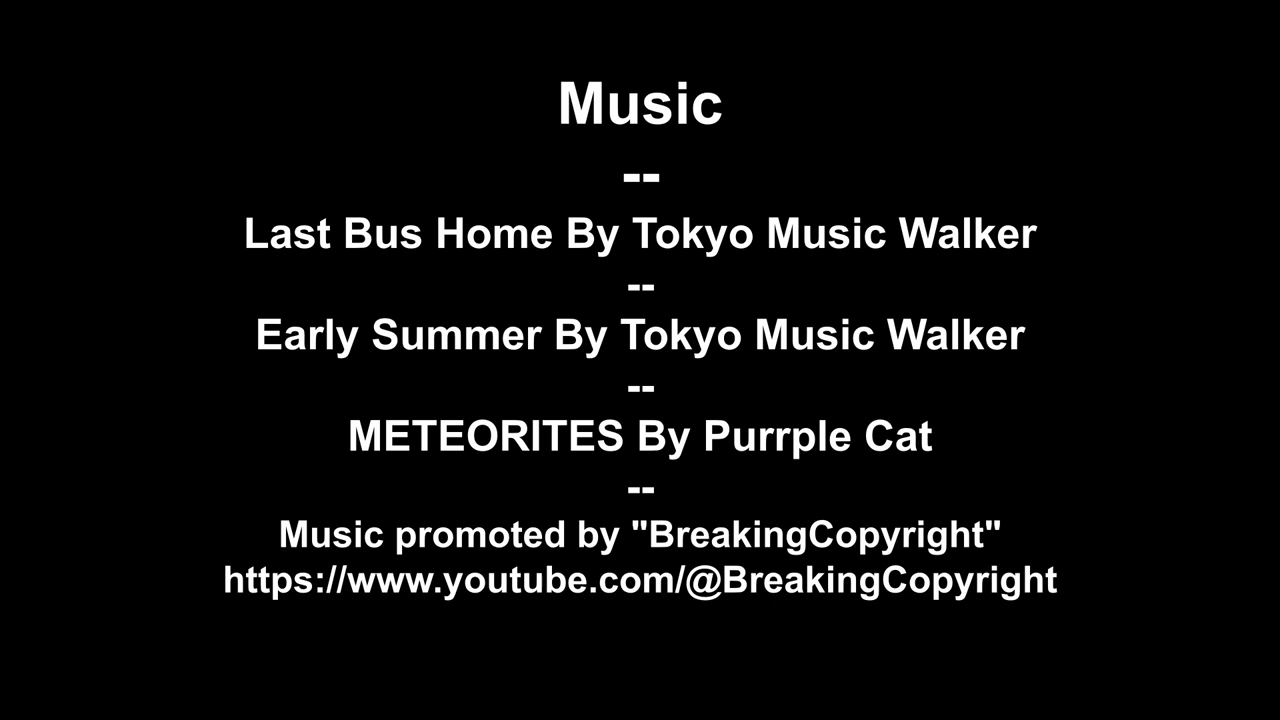 Music
--
Last Bus Home By Tokyo Music Walker
--
Early Summer By Tokyo Music Walker
--
METEORITES By Purrple Cat
--
Music promoted by "BreakingCopyright"
https://www.youtube.com/@BreakingCopyright